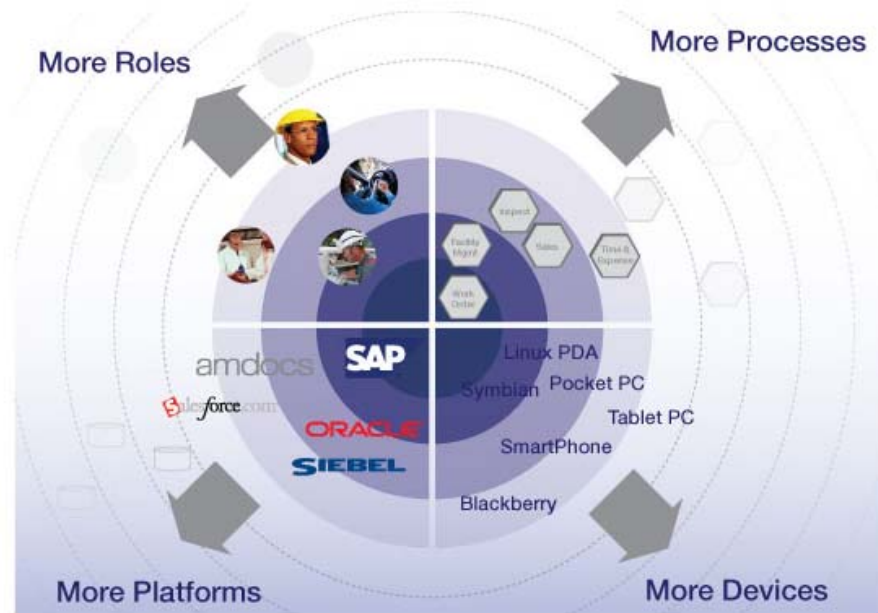 More Roles
More Processes
Inspect
Facility
Mgmt
Sales
Time &
Expense
Work
Order
amdocs
SAP
Linux PDA
Symbian
Pocket PC
salesforce.com
Tablet PC
ORACLE
SmartPhone
SIEBEL
Blackberry
More Platforms
More Devices